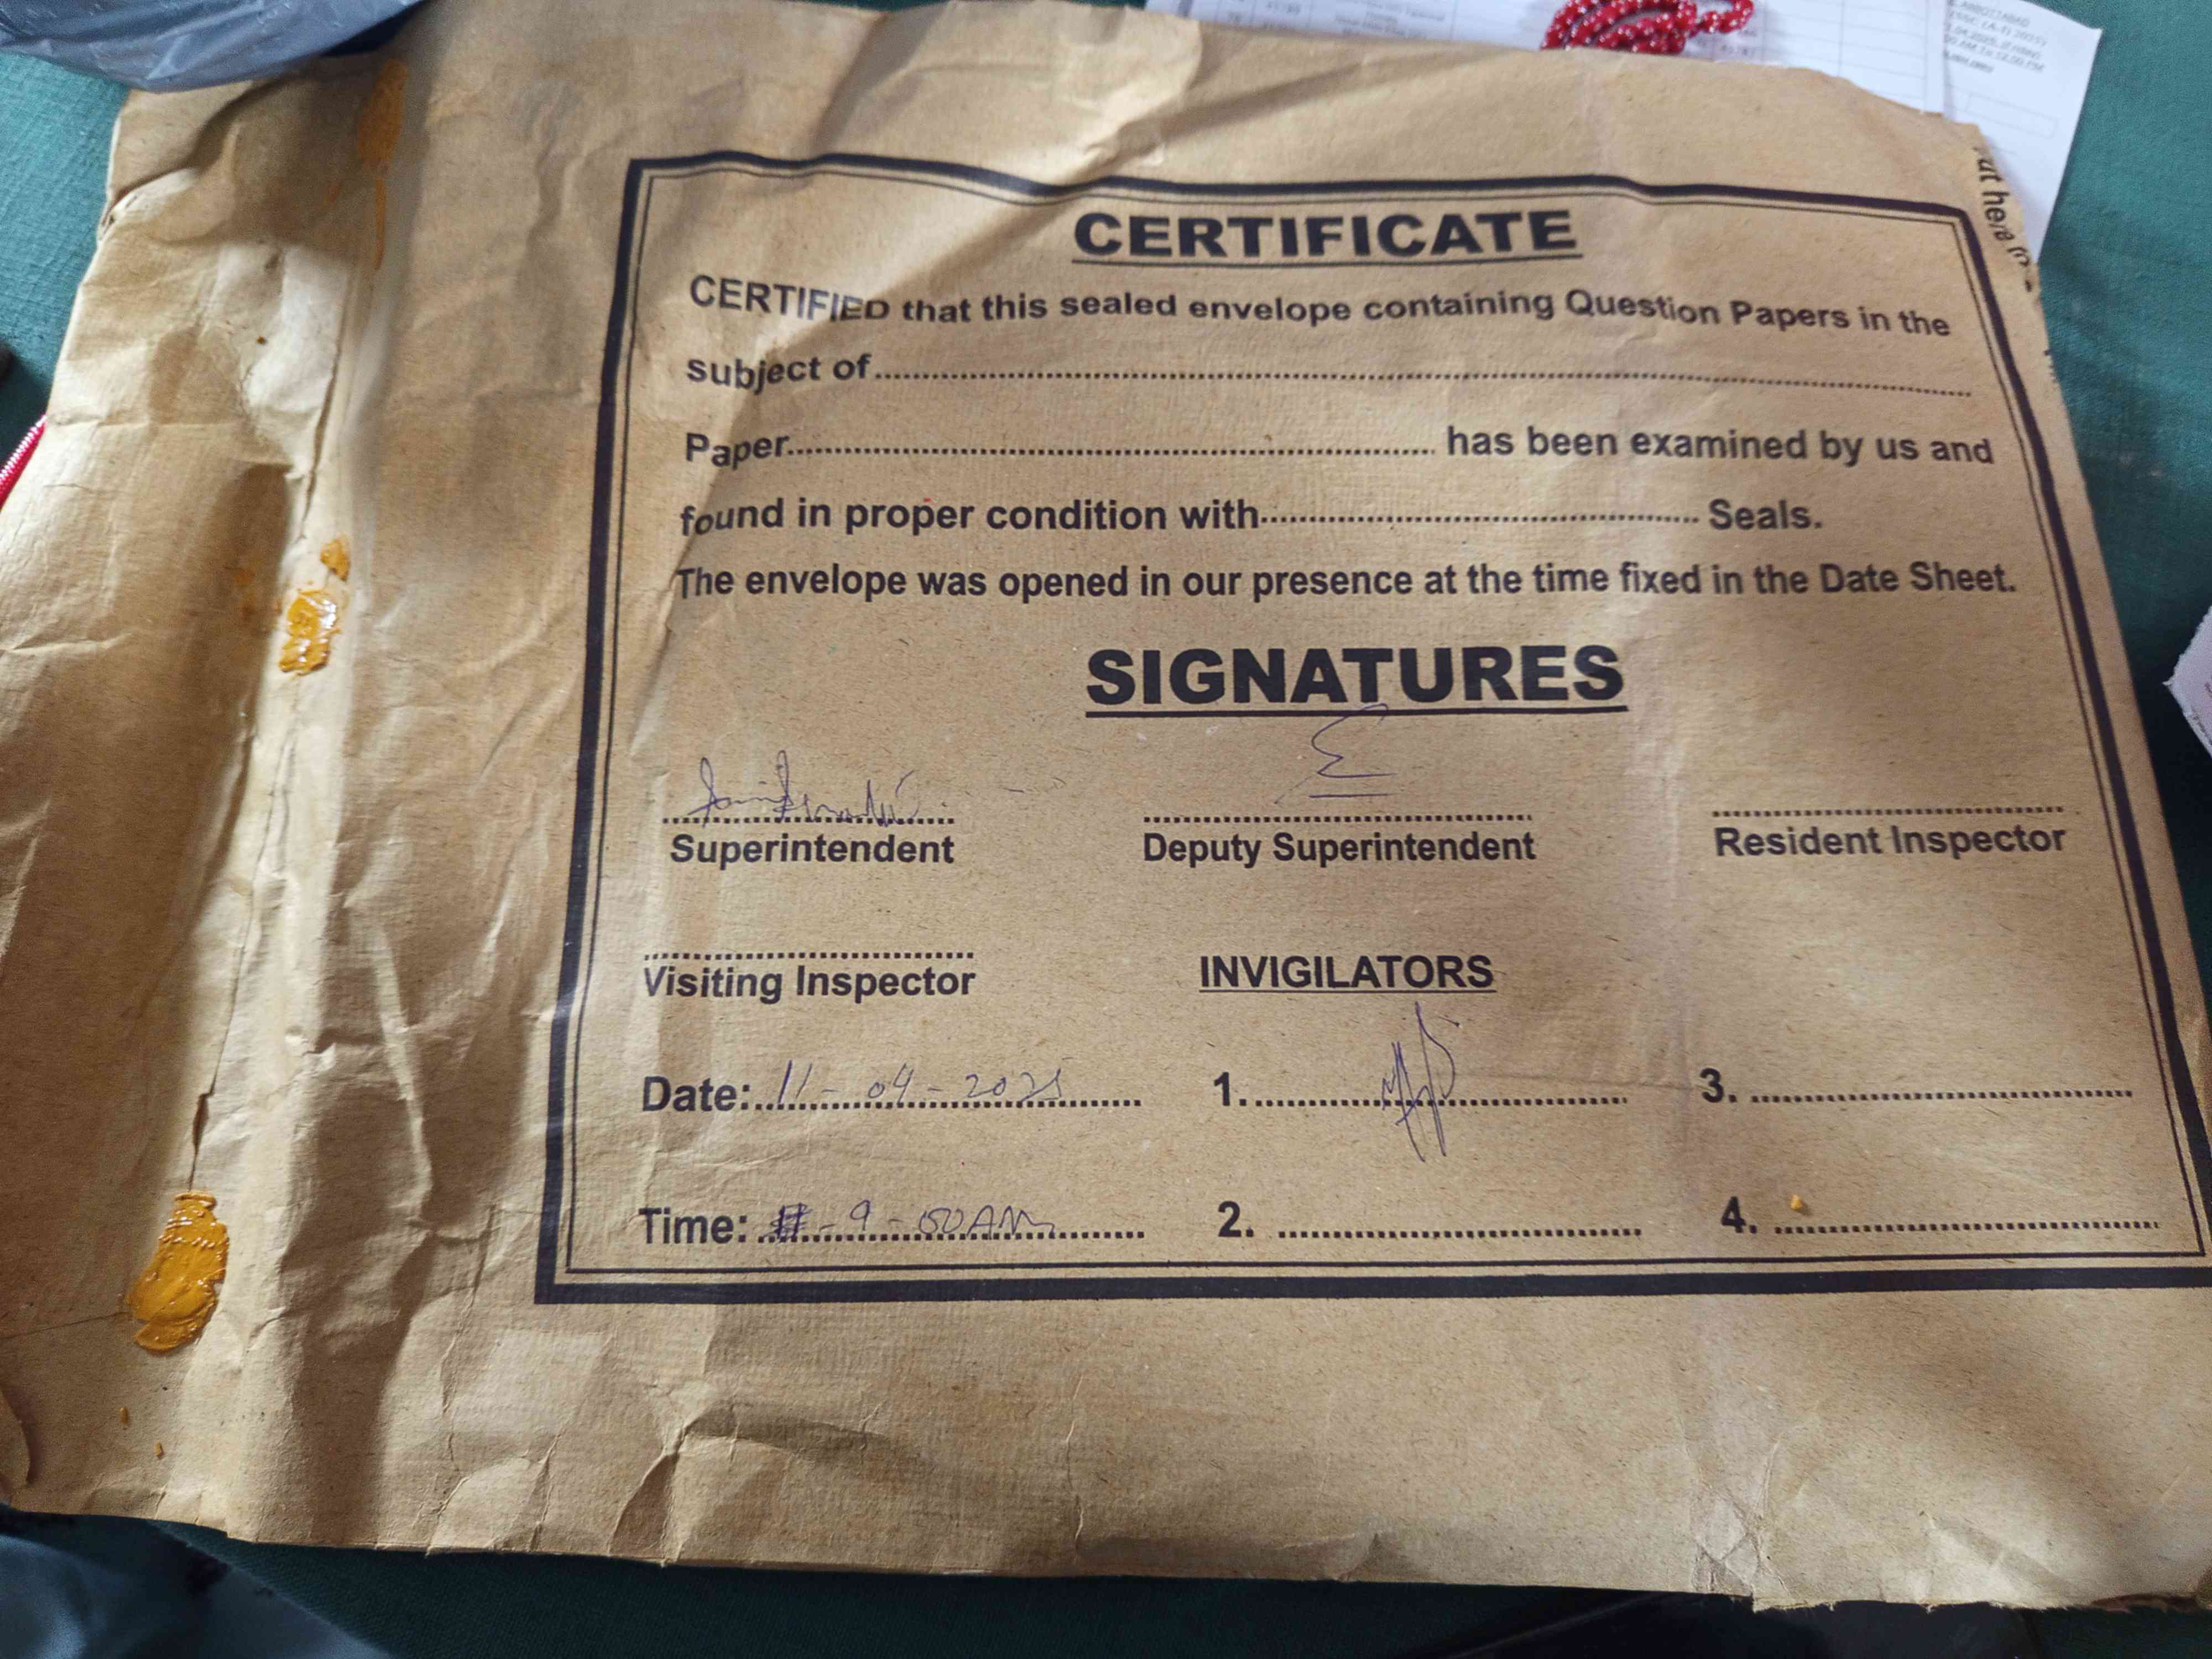 CERTIFICATE
CERTIFIED that this sealed envelope containing Question Papers in the
subject of
Paper has been examined by us and
found in proper condition with Seals.
The envelope was opened in our presence at the time fixed in the Date Sheet.
SIGNATURES
Superintendent Deputy Superintendent Resident Inspector
Visiting Inspector INVIGILATORS
Date: 11-04-2025 1. 3.
Time: 9- AM 2. 4.
here